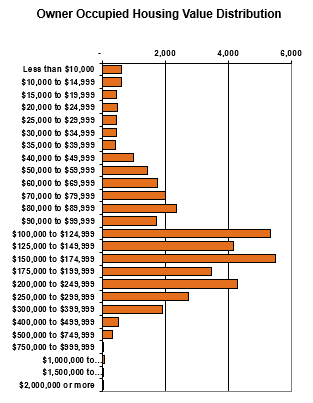 Owner Occupied Housing Value Distribution
- 2,000 4,000 6,000
Less than $10,000
$10,000 to $14,999
$15,000 to $19,999
$20,000 to $24,999
$25,000 to $29,999
$30,000 to $34,999
$35,000 to $39,999
$40,000 to $49,999
$50,000 to $59,999
$60,000 to $69,999
$70,000 to $79,999
$80,000 to $89,999
$90,000 to $99,999
$100,000 to $124,999
$125,000 to $149,999
$150,000 to $174,999
$175,000 to $199,999
$200,000 to $249,999
$250,000 to $299,999
$300,000 to $399,999
$400,000 to $499,999
$500,000 to $749,999
$750,000 to $999,999
$1,000,000 to...
$1,500,000 to...
$2,000,000 or more